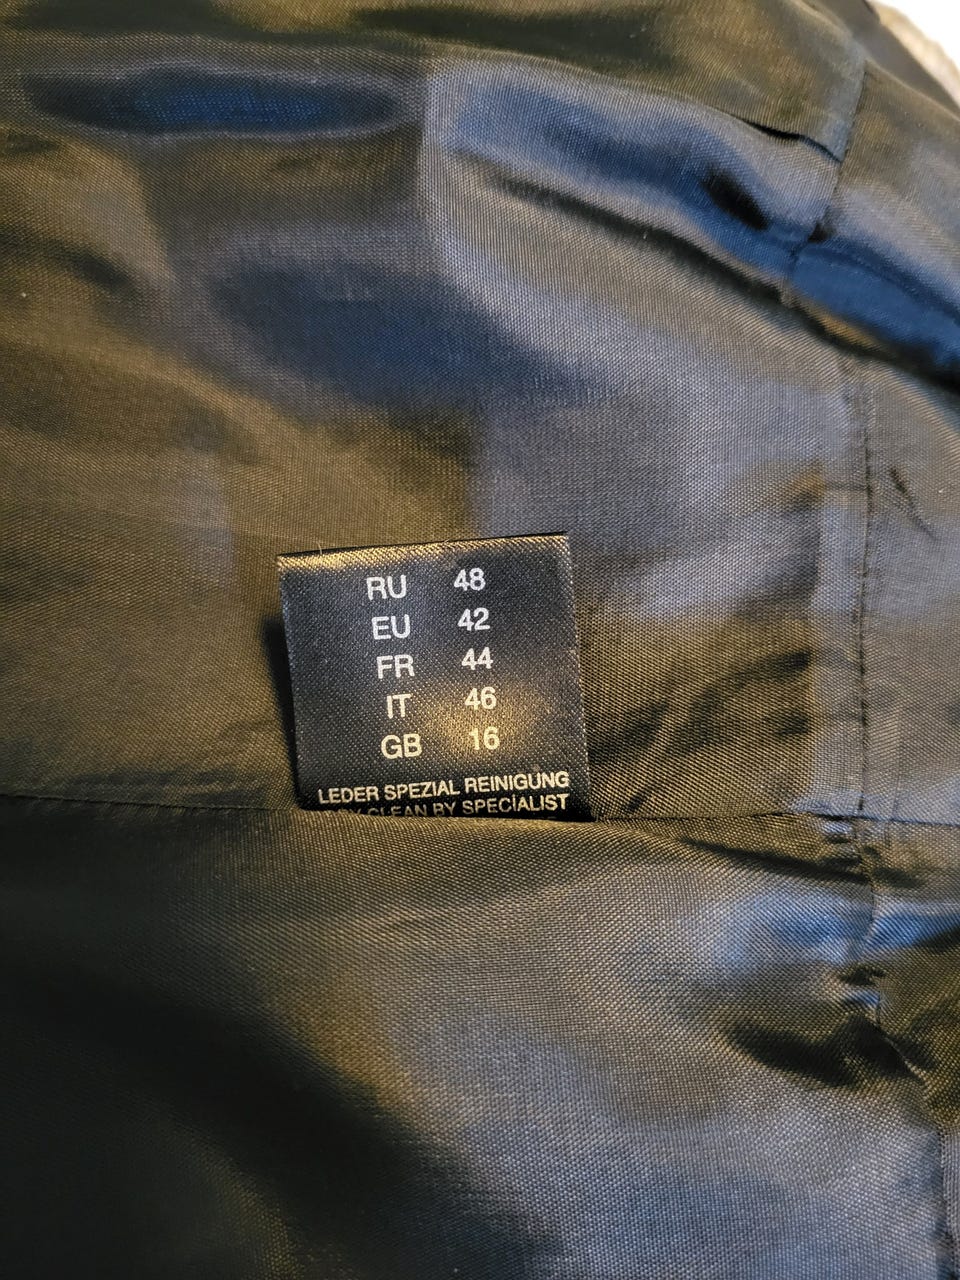 RU 48
EU 42
FR 44
IT 46
GB 16
LEDER SPEZIAL REINIGUNG
CLEAN BY SPECIALIST